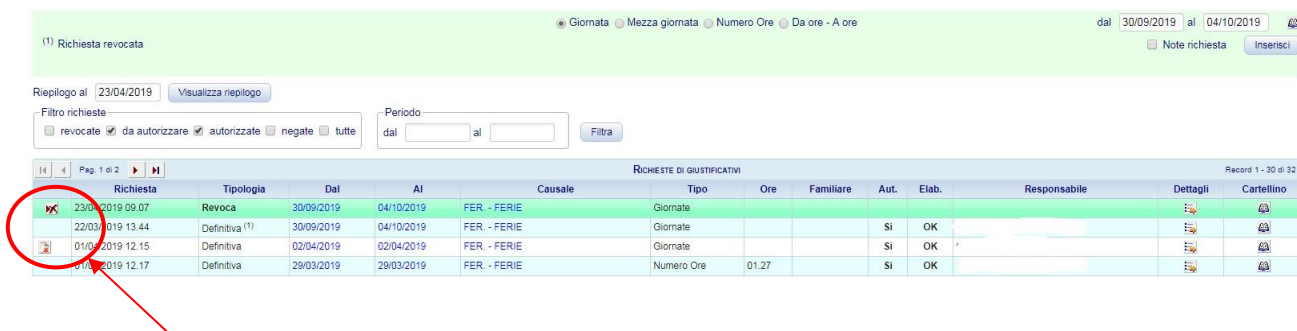 Giornata Mezza giornata Numero Ore Da ore - A ore dal 30/09/2019 al 04/10/2019
(1) Richiesta revocata Note richiesta Inserisci
Riepilogo al 23/04/2019 Visualizza riepilogo
Filtro richieste Periodo
revocate da autorizzare autorizzate negate tutte dal al Filtra
Pag. 1 di 2 RICHIESTE DI GIUSTIFICATIVI Record 1 - 30 di 32
Richiesta Tipologia Dal Al Causale Tipo Ore Familiare Aut. Elab. Responsabile Dettagli Cartellino
23/04/2019 09.07 Revoca 30/09/2019 04/10/2019 FER. - FERIE Giornate
22/03/2019 13.44 Definitiva (1) 30/09/2019 04/10/2019 FER. - FERIE Giornate Si OK
01/04/2019 12.15 Definitiva 02/04/2019 02/04/2019 FER. - FERIE Giornate Si OK
12.17 Definitiva 29/03/2019 29/03/2019 FER. - FERIE Numero Ore 01.27 Si OK